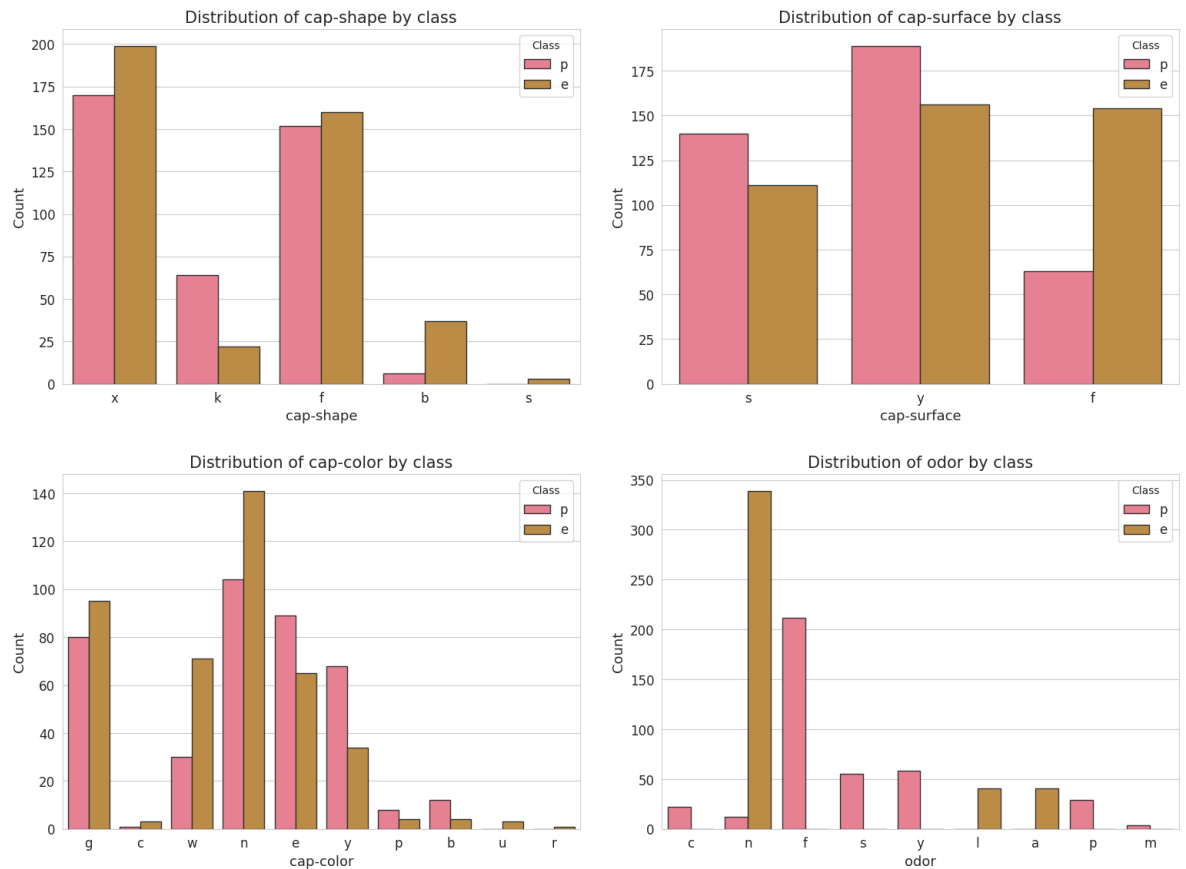 Distribution of cap-shape by class
200
175
150
125
100
75
50
25
0
Count
x k f b s
cap-shape
Class
p
e
Distribution of cap-surface by class
175
150
125
100
75
50
25
0
Count
s y f
cap-surface
Class
p
e
Distribution of cap-color by class
140
120
100
80
60
40
20
0
Count
g c w n e y p b u r
cap-color
Class
p
e
Distribution of odor by class
350
300
250
200
150
100
50
0
Count
c n f s y l a p m
odor
Class
p
e